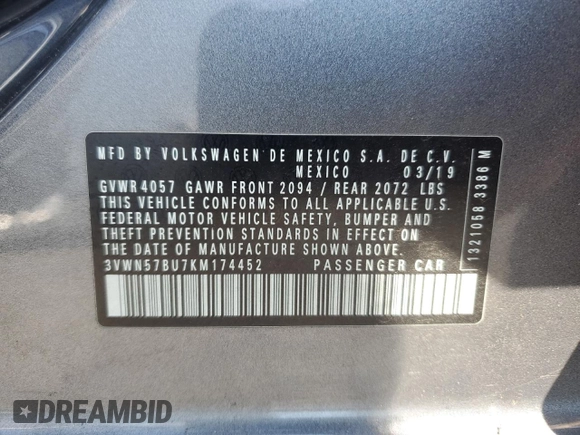 MFD BY VOLKSWAGEN DE MEXICO S.A. DE C.V.
MEXICO 03/19
GVWR 4057 GAWR FRONT 2094 / REAR 2072 LBS
THIS VEHICLE CONFORMS TO ALL APPLICABLE U.S.
FEDERAL MOTOR VEHICLE SAFETY, BUMPER AND
THEFT PREVENTION STANDARDS IN EFFECT ON
THE DATE OF MANUFACTURE SHOWN ABOVE.
3VWN57BU7KM174452 PASSENGER CAR
1321058 3386 M
DREAMBID